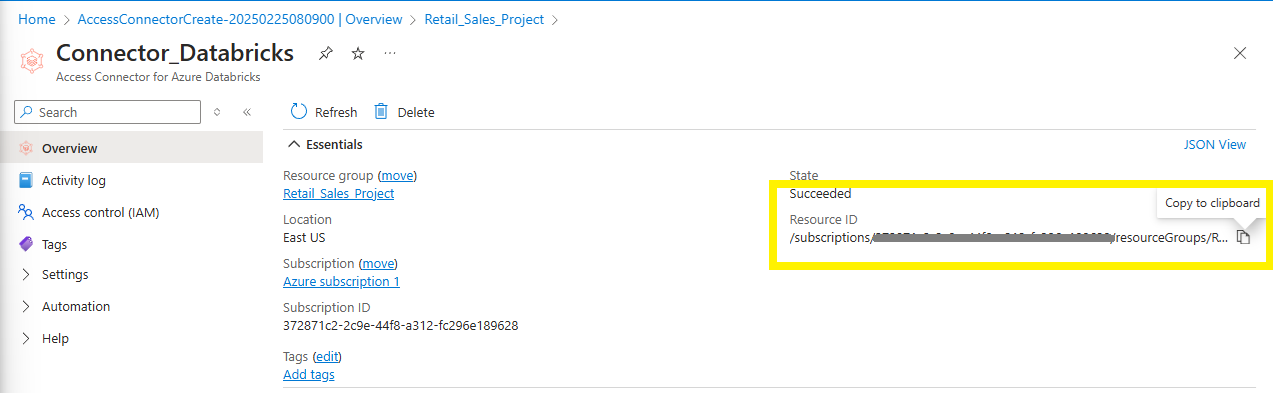 Home > AccessConnectorCreate-20250225080900 | Overview > Retail_Sales_Project >
Connector_Databricks
Access Connector for Azure Databricks
Search
Overview
Activity log
Access control (IAM)
Tags
Settings
Automation
Help
Refresh Delete
Essentials
JSON View
Resource group (move)
Retail_Sales_Project
Location
East US
Subscription (move)
Azure subscription 1
Subscription ID
372871c2-2c9e-44f8-a312-fc296e189628
Tags (edit)
Add tags
State
Succeeded
Copy to clipboard
Resource ID
/subscriptions/ /resourceGroups/R...